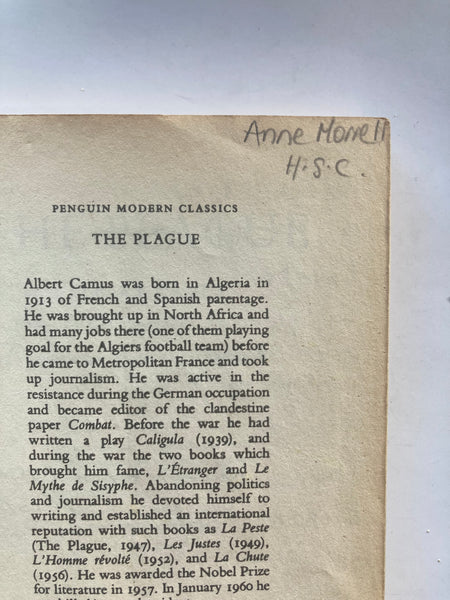 Anne Morrell
H.S.C.
PENGUIN MODERN CLASSICS
THE PLAGUE
Albert Camus was born in Algeria in
1913 of French and Spanish parentage.
He was brought up in North Africa and
had many jobs there (one of them playing
goal for the Algiers football team) before
he came to Metropolitan France and took
up journalism. He was active in the
resistance during the German occupation
and became editor of the clandestine
paper Combat. Before the war he had
written a play Caligula (1939), and
during the war the two books which
brought him fame, L'Étranger and Le
Mythe de Sisyphe. Abandoning politics
and journalism he devoted himself to
writing and established an international
reputation with such books as La Peste
(The Plague, 1947), Les Justes (1949),
L'Homme révolté (1952), and La Chute
(1956). He was awarded the Nobel Prize
for literature in 1957. In January 1960 he